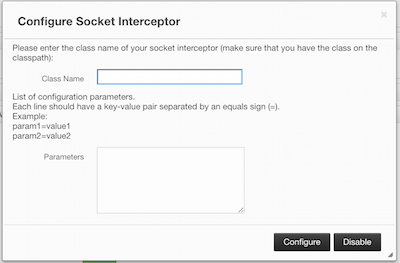 Configure Socket Interceptor
Please enter the class name of your socket interceptor (make sure that you have the class on the
classpath):
Class Name
List of configuration parameters.
Each line should have a key-value pair separated by an equals sign (=).
Example:
param1=value1
param2=value2
Parameters
Configure
Disable